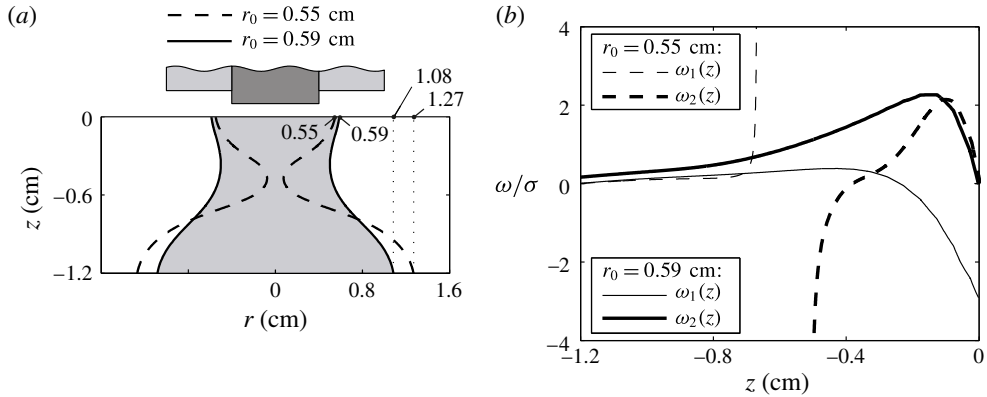 (a)
r₀ = 0.55 cm
r₀ = 0.59 cm
1.08
1.27
0.55
0.59
0
−0.6
−1.2
z (cm)
0
0.8
1.6
r (cm)
(b)
4
2
0
−2
−4
ω/σ
r₀ = 0.55 cm:
ω₁(z)
ω₂(z)
r₀ = 0.59 cm:
ω₁(z)
ω₂(z)
−1.2
−0.8
−0.4
0
z (cm)